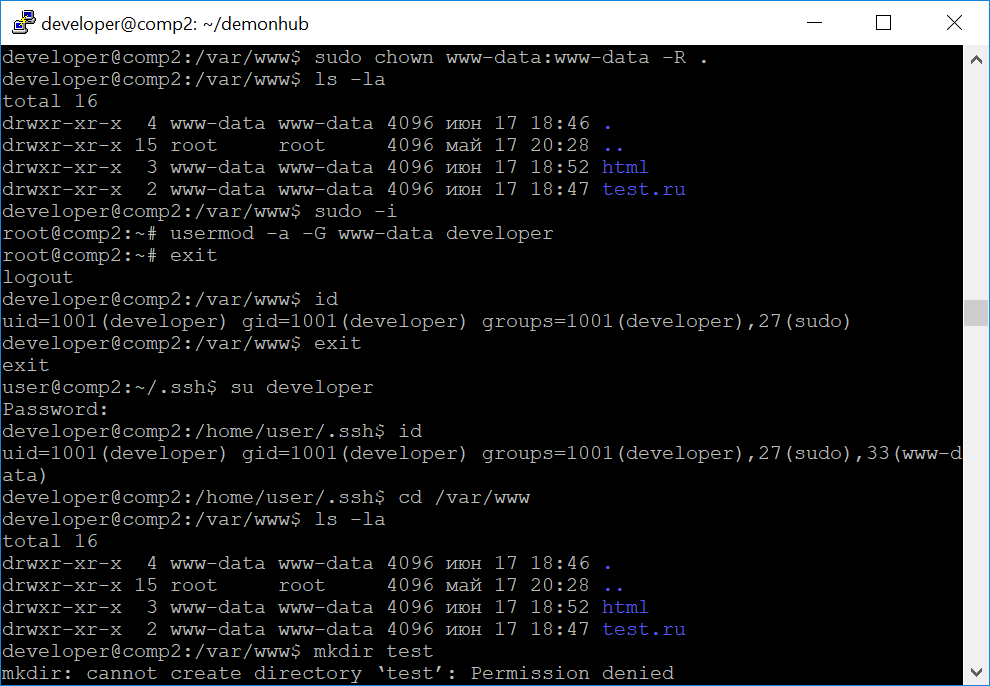 developer@comp2: ~/demonhub
developer@comp2:/var/www$ sudo chown www-data:www-data -R .
developer@comp2:/var/www$ ls -la
total 16
drwxr-xr-x  4 www-data www-data 4096 июн 17 18:46 .
drwxr-xr-x 15 root     root     4096 май 17 20:28 ..
drwxr-xr-x  3 www-data www-data 4096 июн 17 18:52 html
drwxr-xr-x  2 www-data www-data 4096 июн 17 18:47 test.ru
developer@comp2:/var/www$ sudo -i
root@comp2:~# usermod -a -G www-data developer
root@comp2:~# exit
logout
developer@comp2:/var/www$ id
uid=1001(developer) gid=1001(developer) groups=1001(developer),27(sudo)
developer@comp2:/var/www$ exit
exit
user@comp2:~/.ssh$ su developer
Password:
developer@comp2:/home/user/.ssh$ id
uid=1001(developer) gid=1001(developer) groups=1001(developer),27(sudo),33(www-d
ata)
developer@comp2:/home/user/.ssh$ cd /var/www
developer@comp2:/var/www$ ls -la
total 16
drwxr-xr-x  4 www-data www-data 4096 июн 17 18:46 .
drwxr-xr-x 15 root     root     4096 май 17 20:28 ..
drwxr-xr-x  3 www-data www-data 4096 июн 17 18:52 html
drwxr-xr-x  2 www-data www-data 4096 июн 17 18:47 test.ru
developer@comp2:/var/www$ mkdir test
mkdir: cannot create directory ‘test’: Permission denied